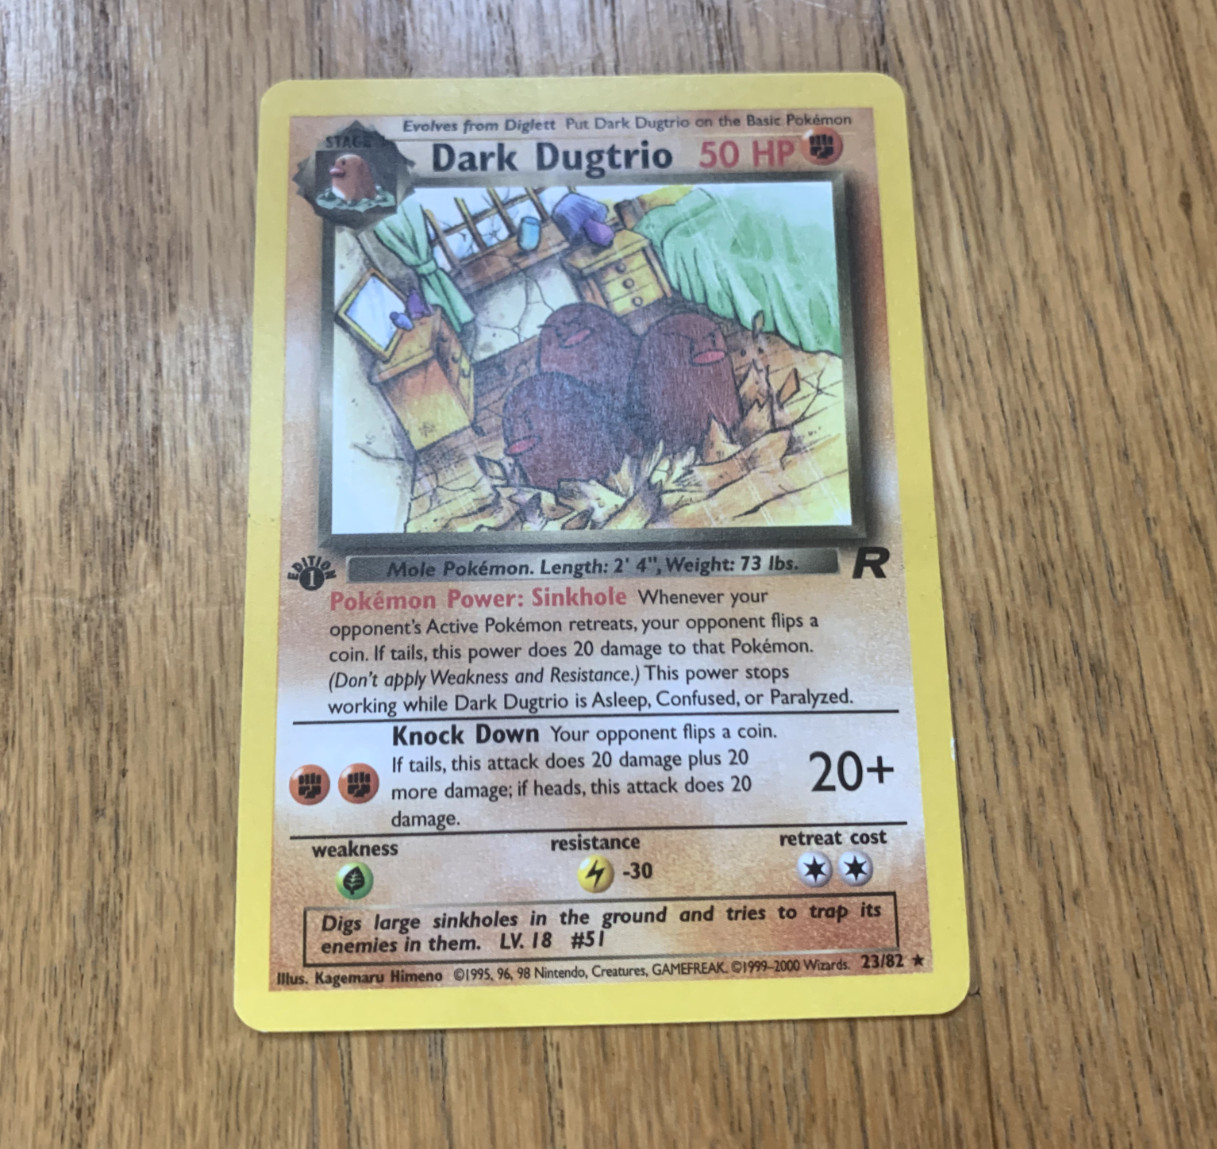 Evolves from Diglett Put Dark Dugtrio on the Basic Pokémon
STAGE
Dark Dugtrio 50 HP
EDITION
1
Mole Pokémon. Length: 2' 4", Weight: 73 lbs.
R
Pokémon Power: Sinkhole Whenever your
opponent's Active Pokémon retreats, your opponent flips a
coin. If tails, this power does 20 damage to that Pokémon.
(Don't apply Weakness and Resistance.) This power stops
working while Dark Dugtrio is Asleep, Confused, or Paralyzed.
Knock Down Your opponent flips a coin.
If tails, this attack does 20 damage plus 20
more damage; if heads, this attack does 20
damage.
20+
weakness resistance retreat cost
-30
Digs large sinkholes in the ground and tries to trap its
enemies in them. LV. 18 #51
Illus. Kagemaru Himeno ©1995, 96, 98 Nintendo, Creatures, GAMEFREAK. ©1999-2000 Wizards. 23/82 ★